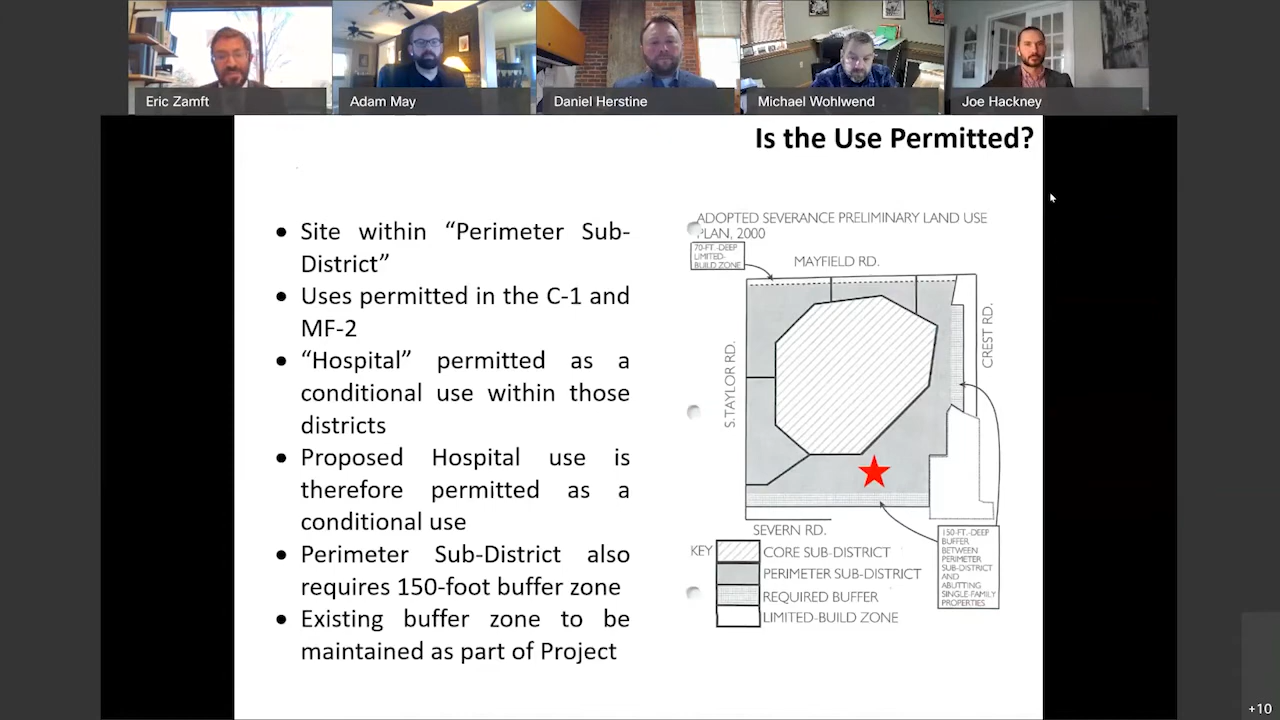 Eric Zamft
Adam May
Daniel Herstine
Michael Wohlwend
Joe Hackney
Is the Use Permitted?
• Site within “Perimeter Sub-
District”
• Uses permitted in the C-1 and
MF-2
• “Hospital” permitted as a
conditional use within those
districts
• Proposed Hospital use is
therefore permitted as a
conditional use
• Perimeter Sub-District also
requires 150-foot buffer zone
• Existing buffer zone to be
maintained as part of Project
ADOPTED SEVERANCE PRELIMINARY LAND USE
PLAN, 2000
70-FT.-DEEP
LIMITED-
BUILD ZONE
MAYFIELD RD.
S. TAYLOR RD.
CREST RD.
SEVERN RD.
150-FT.-DEEP
BUFFER
BETWEEN
PERIMETER
SUB-DISTRICT
AND
ABUTTING
SINGLE-FAMILY
PROPERTIES
KEY
CORE SUB-DISTRICT
PERIMETER SUB-DISTRICT
REQUIRED BUFFER
LIMITED-BUILD ZONE
+10